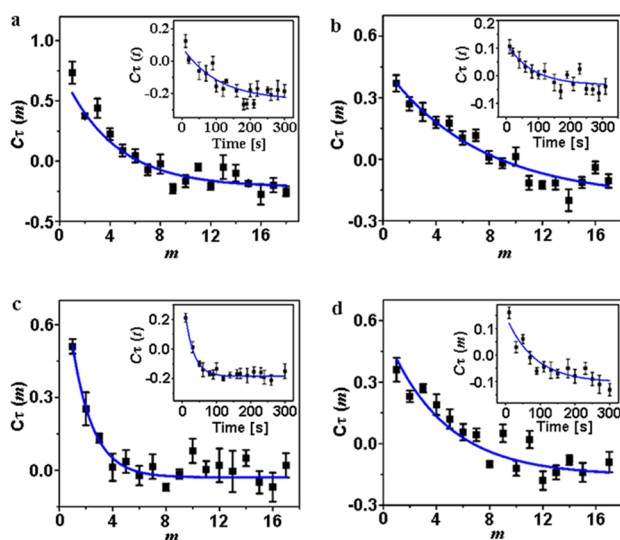 a
1.0
0.5
0.0
-0.5
Cτ (m)
0 4 8 12 16
m
0.2
0.0
-0.2
Cτ (t)
0 100 200 300
Time [s]
b
0.6
0.3
0.0
-0.3
Cτ (m)
0 4 8 12 16
m
0.1
0.0
-0.1
Cτ (t)
0 100 200 300
Time [s]
c
0.6
0.3
0.0
Cτ (m)
0 4 8 12 16
m
0.2
0.0
-0.2
Cτ (t)
0 100 200 300
Time [s]
d
0.6
0.3
0.0
-0.3
Cτ (m)
0 4 8 12 16
m
0.1
0.0
-0.1
Cτ (m)
0 100 200 300
Time [s]